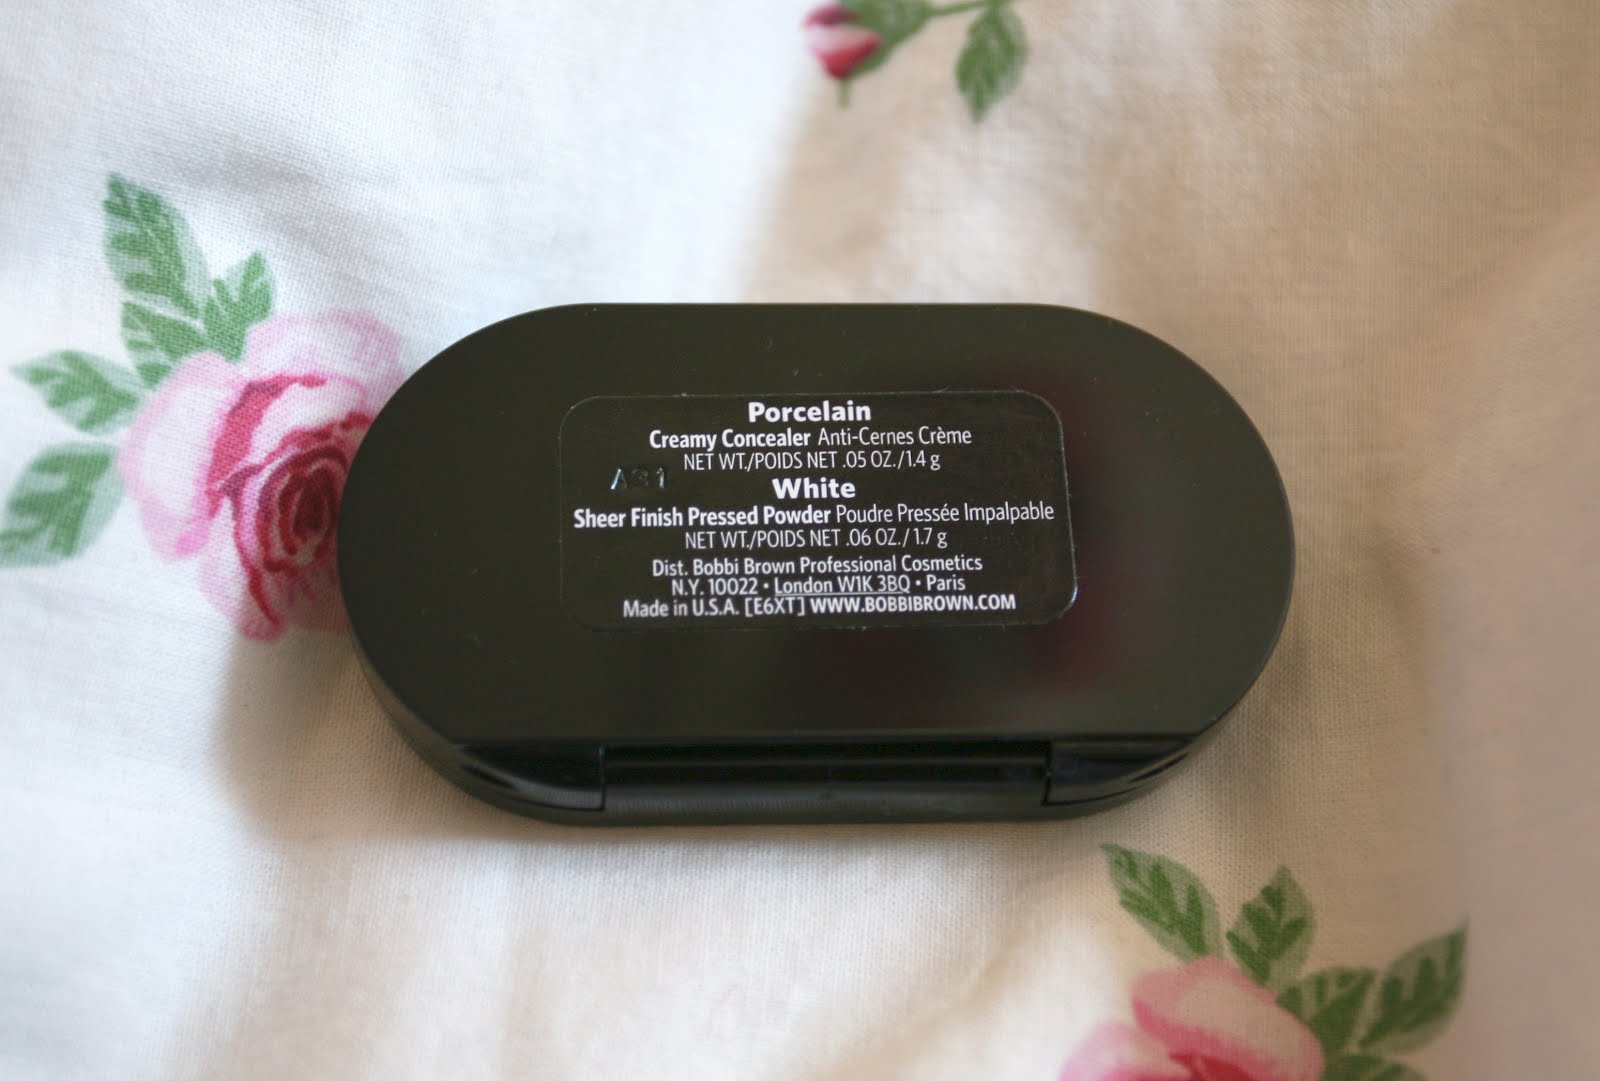 Porcelain
Creamy Concealer Anti-Cernes Crème
NET WT./POIDS NET .05 OZ./1.4 g
A31
White
Sheer Finish Pressed Powder Poudre Pressée Impalpable
NET WT./POIDS NET .06 OZ./1.7 g
Dist. Bobbi Brown Professional Cosmetics
N.Y. 10022 • London W1K 3BQ • Paris
Made in U.S.A. [E6XT] WWW.BOBBIBROWN.COM